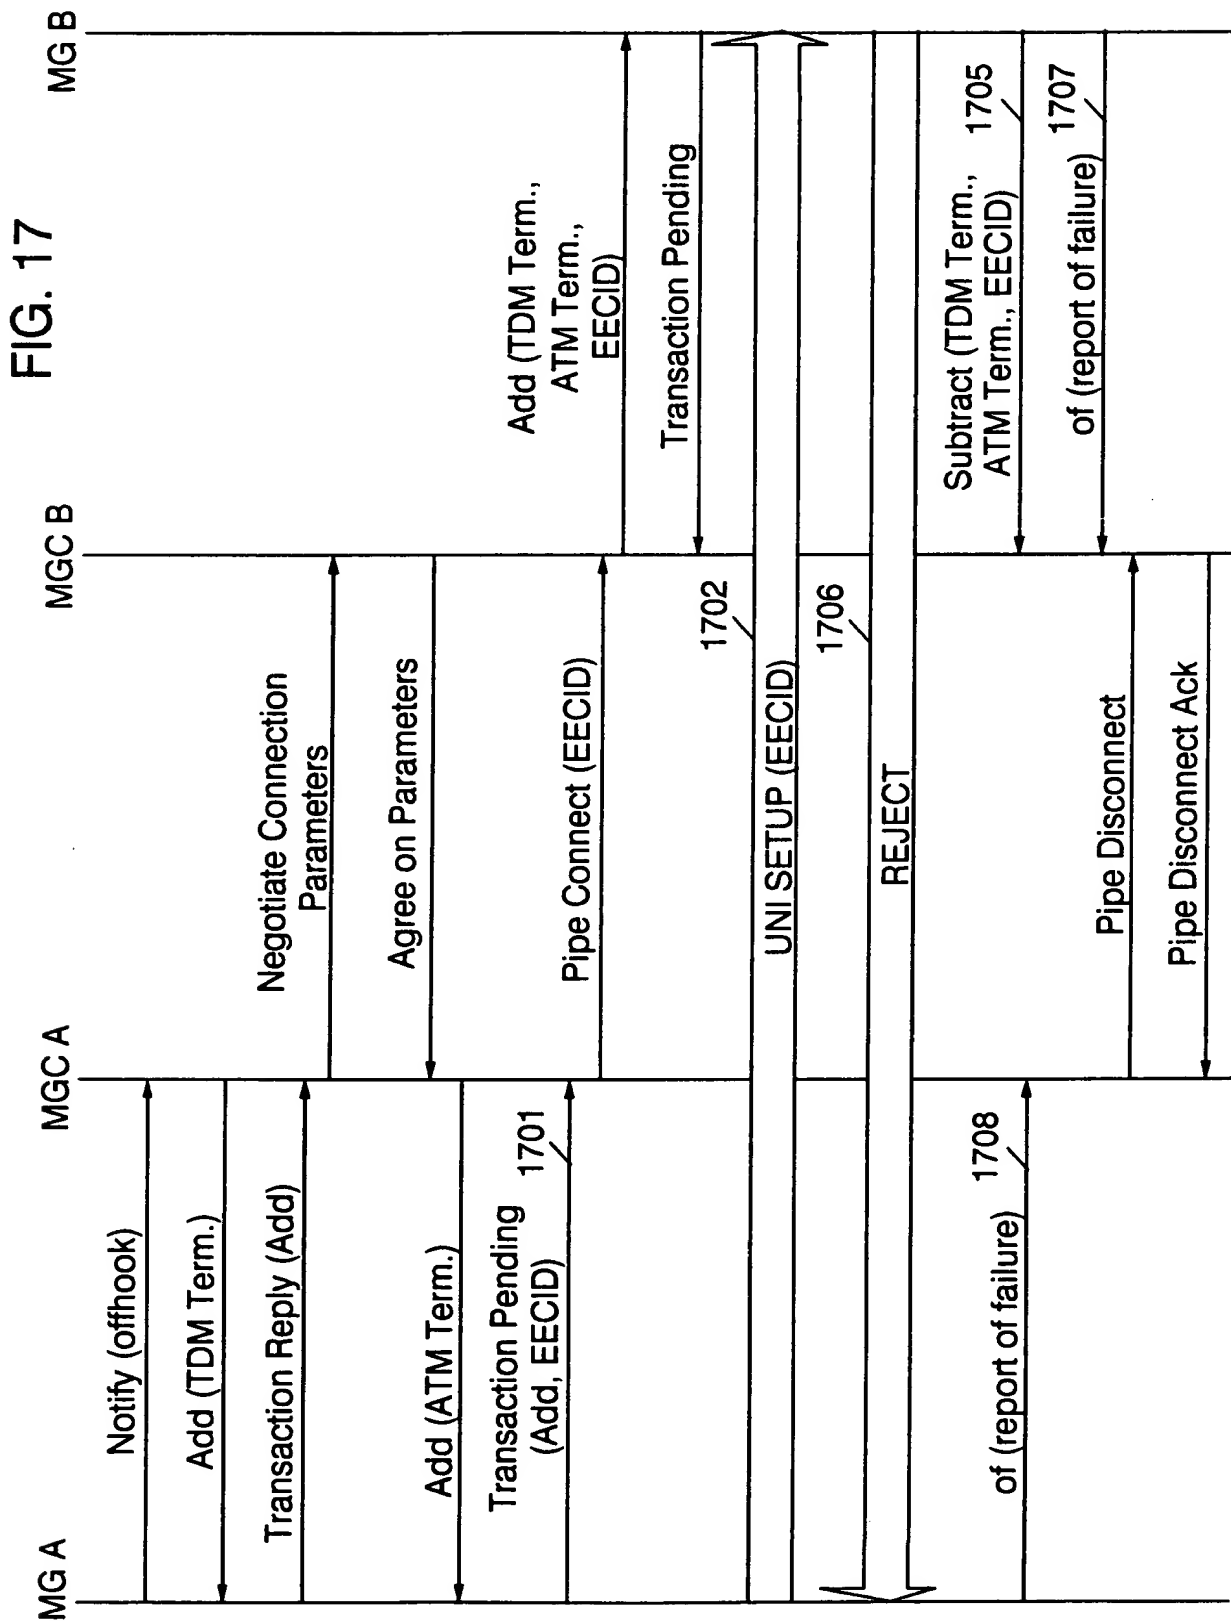 FIG. 17
MG A
MGC A
MGC B
MG B
Notify (offhook)
Add (TDM Term.)
Transaction Reply (Add)
Negotiate Connection
Parameters
Agree on Parameters
Add (ATM Term.)
Transaction Pending
(Add, EECID)
1701
Pipe Connect (EECID)
Add (TDM Term.,
ATM Term.,
EECID)
Transaction Pending
1702
UNI SETUP (EECID)
1706
REJECT
Subtract (TDM Term.,
ATM Term., EECID)
1705
of (report of failure)
1708
of (report of failure)
1707
Pipe Disconnect
Pipe Disconnect Ack